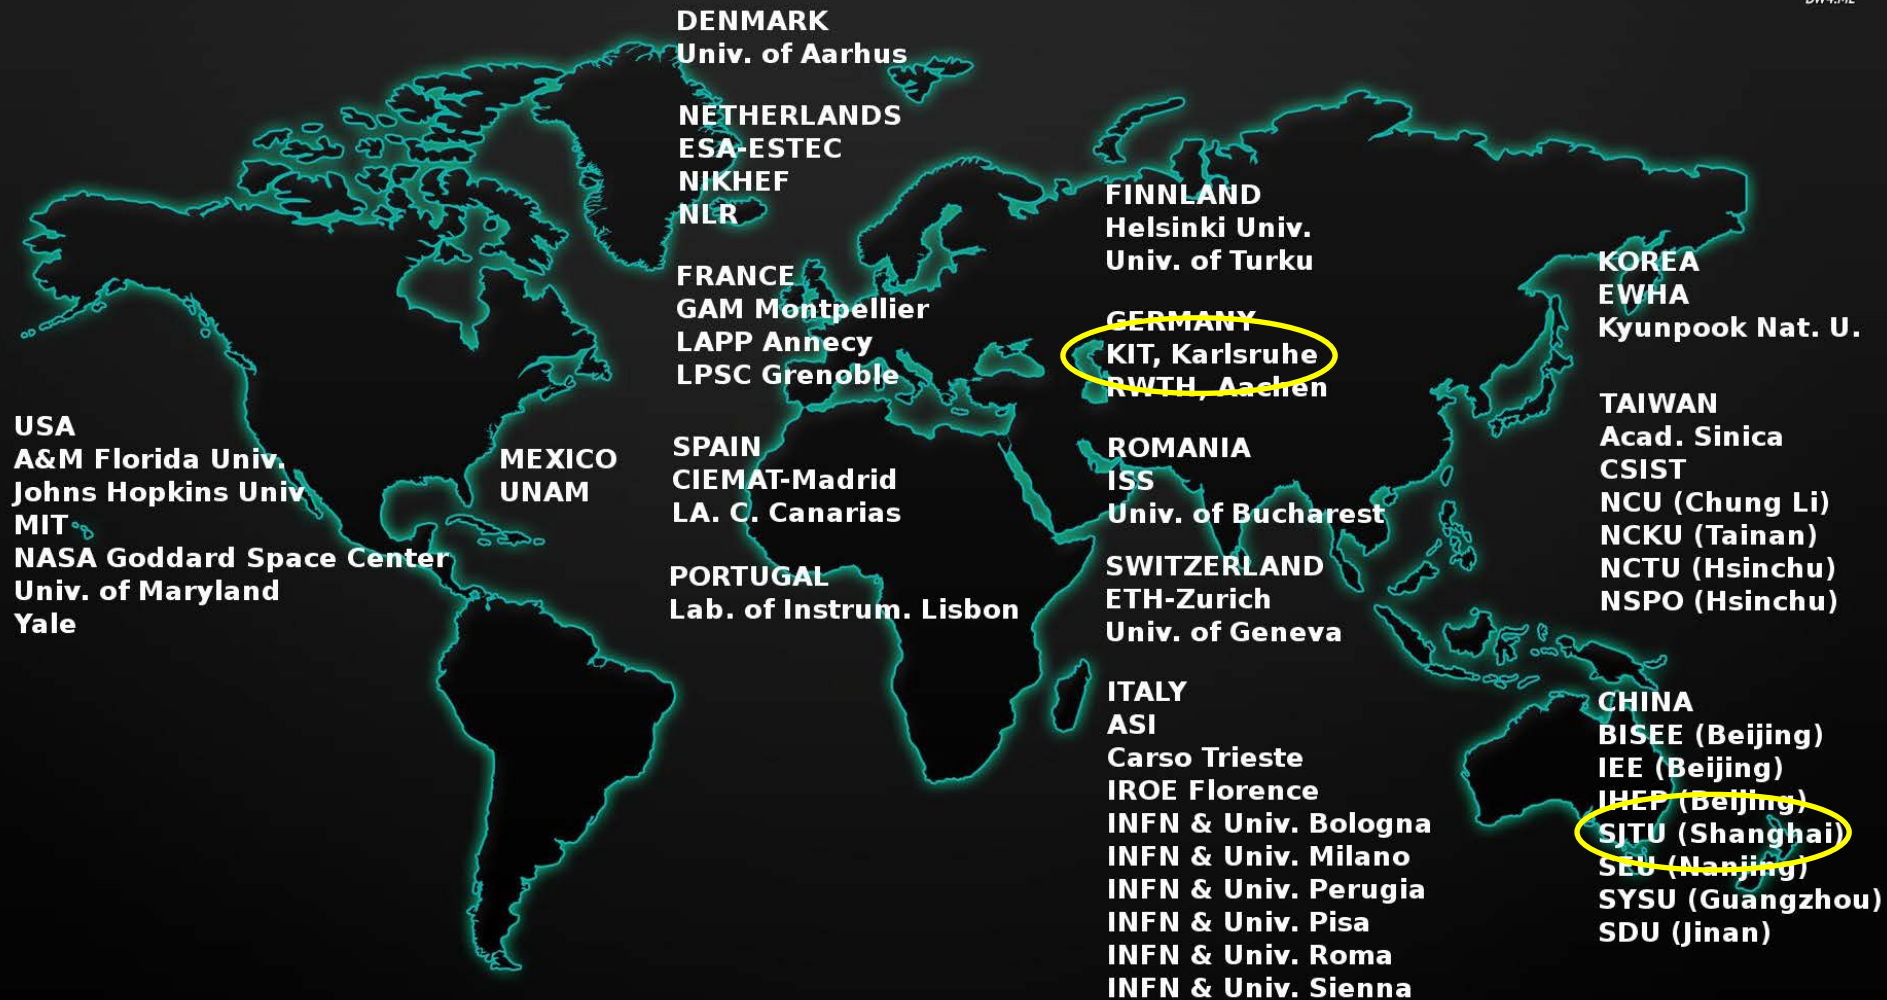 DENMARK
Univ. of Aarhus
NETHERLANDS
ESA-ESTEC
NIKHEF
NLR
FRANCE
GAM Montpellier
LAPP Annecy
LPSC Grenoble
USA
A&M Florida Univ.
Johns Hopkins Univ
MIT
NASA Goddard Space Center
Univ. of Maryland
Yale
MEXICO
UNAM
SPAIN
CIEMAT-Madrid
LA. C. Canarias
PORTUGAL
Lab. of Instrum. Lisbon
FINNLAND
Helsinki Univ.
Univ. of Turku
GERMANY
KIT, Karlsruhe
RWTH, Aachen
ROMANIA
ISS
Univ. of Bucharest
SWITZERLAND
ETH-Zurich
Univ. of Geneva
ITALY
ASI
Carso Trieste
IROE Florence
INFN & Univ. Bologna
INFN & Univ. Milano
INFN & Univ. Perugia
INFN & Univ. Pisa
INFN & Univ. Roma
INFN & Univ. Sienna
KOREA
EWHA
Kyunpook Nat. U.
TAIWAN
Acad. Sinica
CSIST
NCU (Chung Li)
NCKU (Tainan)
NCTU (Hsinchu)
NSPO (Hsinchu)
CHINA
BISEE (Beijing)
IEE (Beijing)
IHEP (Beijing)
SJTU (Shanghai)
SEU (Nanjing)
SYSU (Guangzhou)
SDU (Jinan)